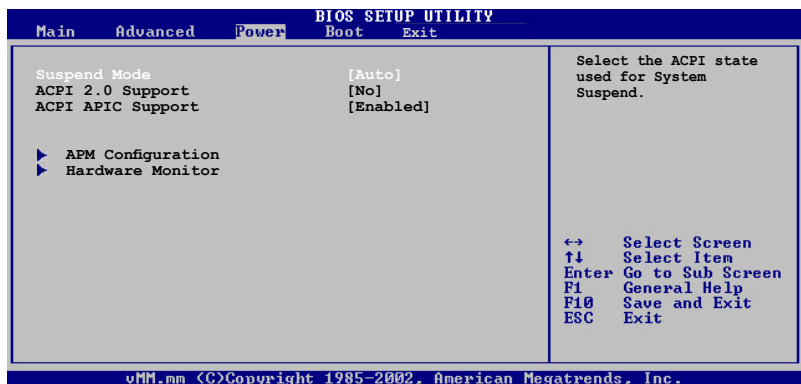 BIOS SETUP UTILITY
Main Advanced Power Boot Exit
Suspend Mode [Auto]
ACPI 2.0 Support [No]
ACPI APIC Support [Enabled]
APM Configuration
Hardware Monitor
Select the ACPI state
used for System
Suspend.
←→ Select Screen
↑↓ Select Item
Enter Go to Sub Screen
F1 General Help
F10 Save and Exit
ESC Exit
vMM.mm (C)Copyright 1985-2002, American Megatrends, Inc.